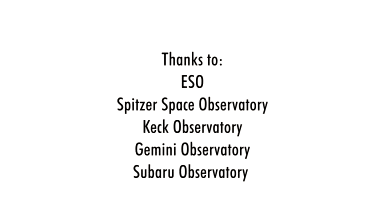 Thanks to:
ESO
Spitzer Space Observatory
Keck Observatory
Gemini Observatory
Subaru Observatory